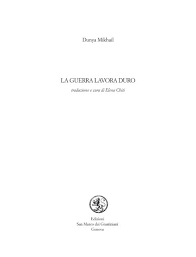 Dunya Mikhail
LA GUERRA LAVORA DURO
traduzione e cura di Elena Chiti
Edizioni
San Marco dei Giustiniani
Genova